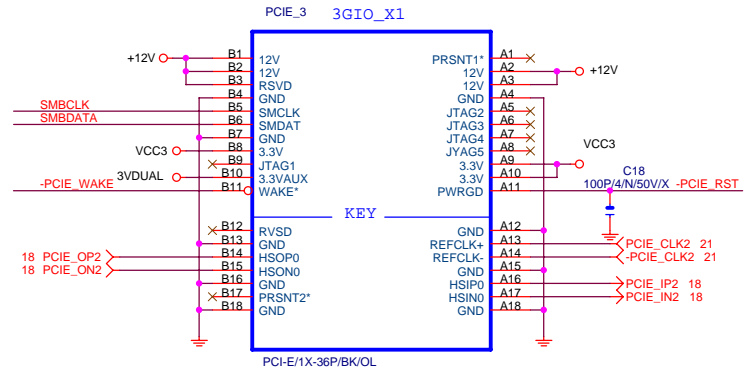 PCIE_3 3GIO_X1
+12V B1 12V PRSNT1* A1
B2 12V 12V A2 +12V
B3 RSVD 12V A3
B4 GND GND A4
SMBCLK B5 SMCLK JTAG2 A5
SMBDATA B6 SMDAT JTAG3 A6
B7 GND JTAG4 A7
VCC3 B8 3.3V JYAG5 A8 VCC3
B9 JTAG1 3.3V A9
3VDUAL B10 3.3VAUX 3.3V A10 C18
-PCIE_WAKE B11 WAKE* PWRGD A11 100P/4/N/50V/X -PCIE_RST
KEY
B12 RVSD GND A12
B13 GND REFCLK+ A13 PCIE_CLK2 21
18 PCIE_OP2 B14 HSOP0 REFCLK- A14 -PCIE_CLK2 21
18 PCIE_ON2 B15 HSON0 GND A15
B16 GND HSIP0 A16 PCIE_IP2 18
B17 PRSNT2* HSIN0 A17 PCIE_IN2 18
B18 GND GND A18
PCI-E/1X-36P/BK/OL